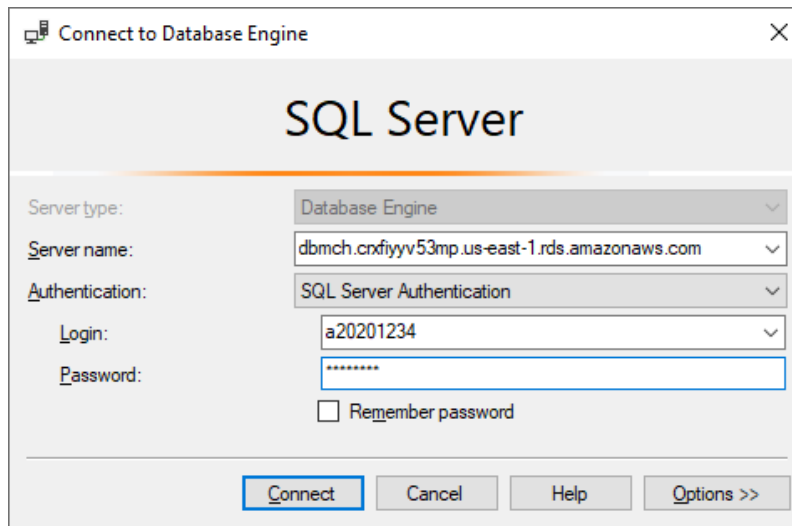 Connect to Database Engine
SQL Server
Server type: Database Engine
Server name: dbmch.cnxfiyyv53mp.us-east-1.rds.amazonaws.com
Authentication: SQL Server Authentication
Login: a20201234
Password: ********
Remember password
Connect Cancel Help Options >>